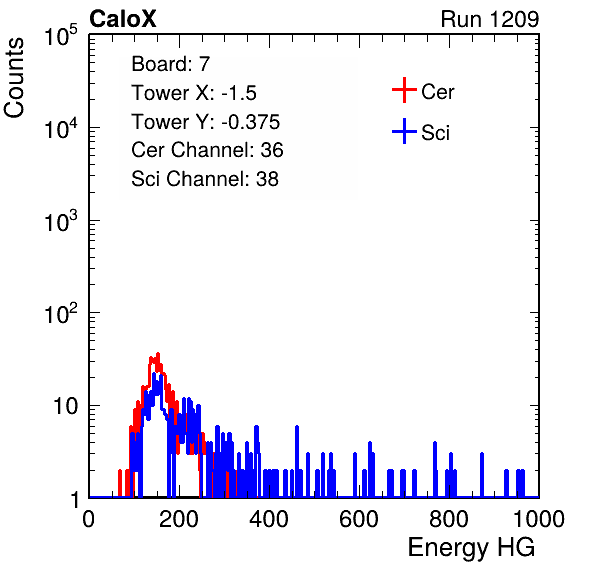 CaloX Run 1209
Counts
Board: 7
Tower X: -1.5
Tower Y: -0.375
Cer Channel: 36
Sci Channel: 38
Cer
Sci
10^5
10^4
10^3
10^2
10
1
0 200 400 600 800 1000
Energy HG